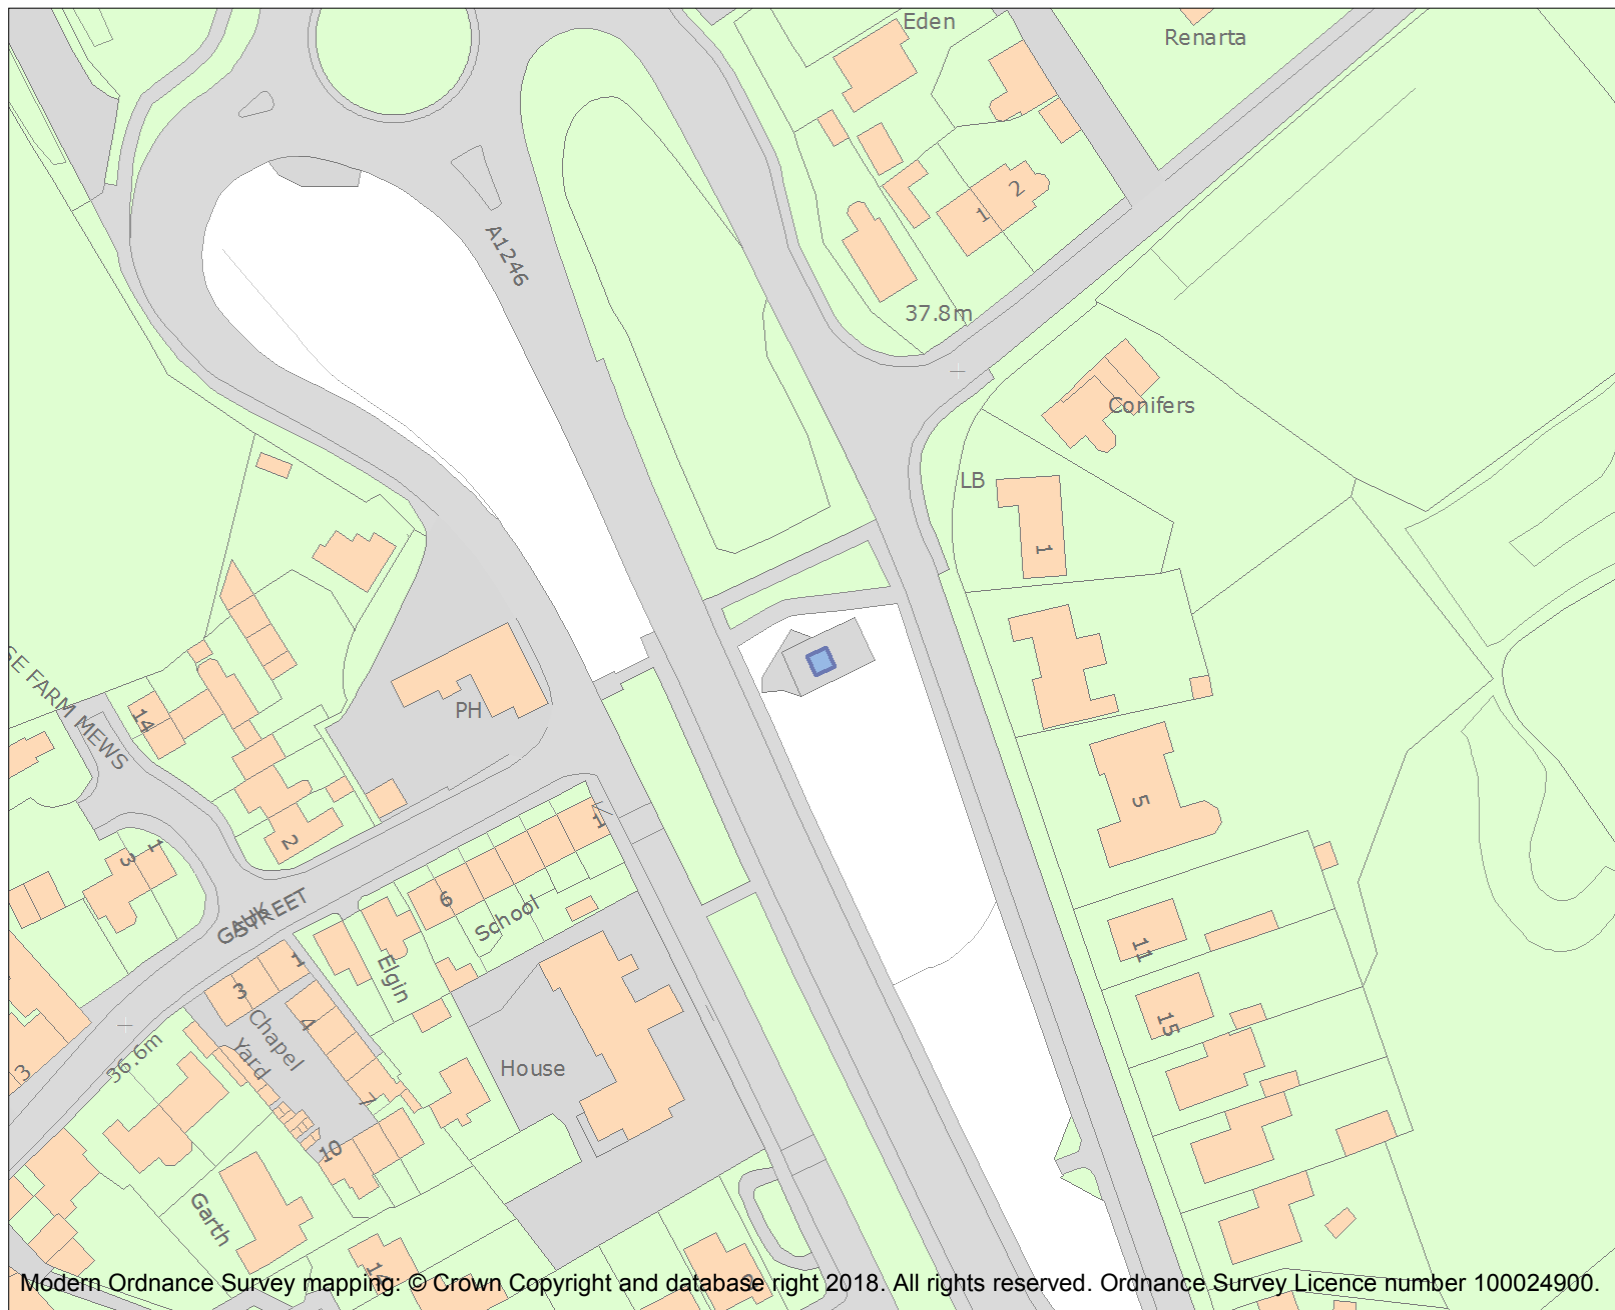 Eden
Renarta
2
1
A1246
37.8m
Conifers
LB
1
PH
14
FARM MEWS
5
2
1
3
6
School
GAUK
STREET
11
Elgin
1
3
4
Chapel
Yard
15
36.6m
3
House
7
10
Garth
14
Modern Ordnance Survey mapping: © Crown Copyright and database right 2018. All rights reserved. Ordnance Survey Licence number 100024900.